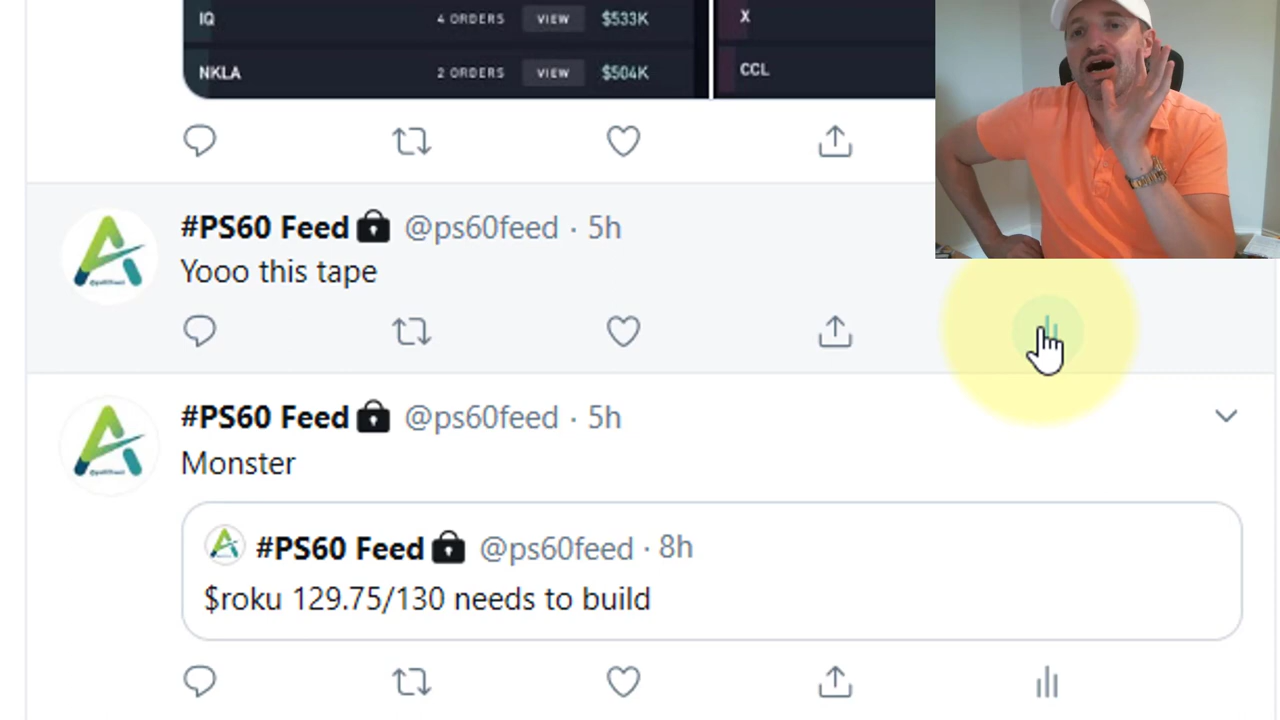 IQ 4 ORDERS VIEW $533K X
NKLA 2 ORDERS VIEW $504K CCL
#PS60 Feed @ps60feed · 5h
Yooo this tape
#PS60 Feed @ps60feed · 5h
Monster
#PS60 Feed @ps60feed · 8h
$roku 129.75/130 needs to build